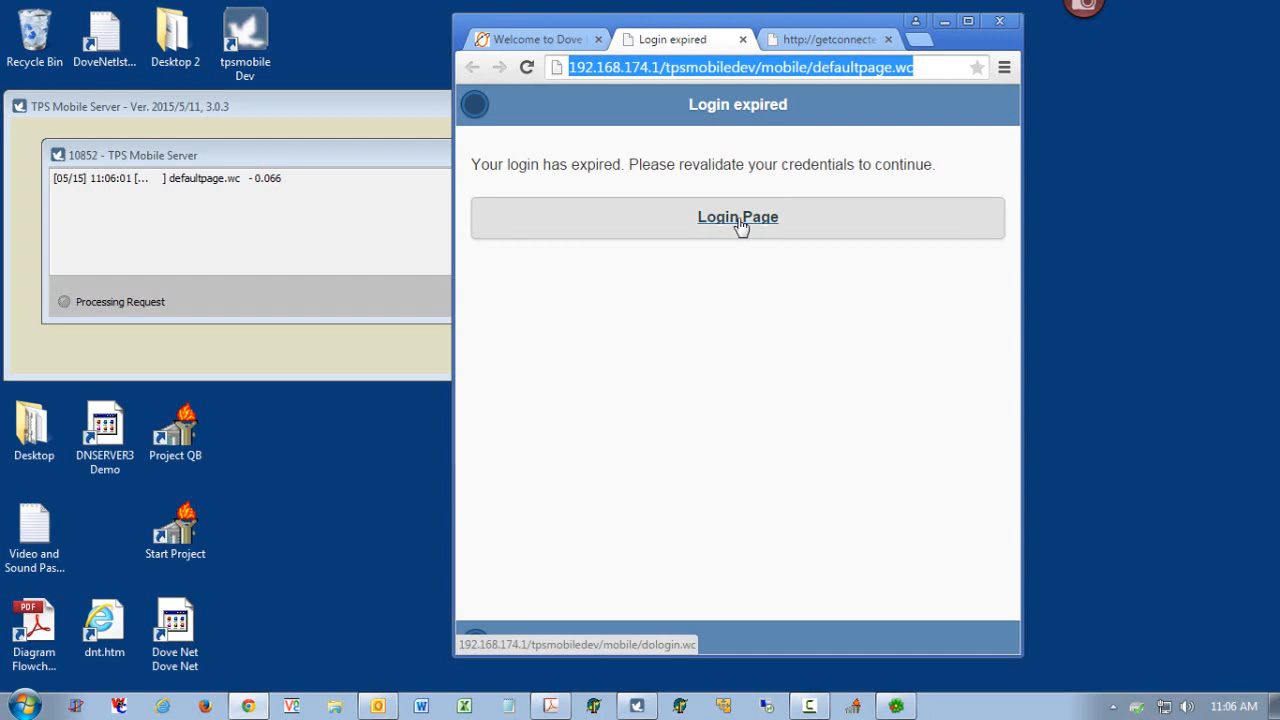 Recycle Bin
DoveNetIst...
Desktop 2
tpsmobile
Dev
TPS Mobile Server - Ver. 2015/5/11, 3.0.3
10852 - TPS Mobile Server
[05/15] 11:06:01 [... ] defaultpage.wc - 0.066
Processing Request
Welcome to Dove
Login expired
http://getconnecte
192.168.174.1/tpsmobiledev/mobile/defaultpage.wc
Login expired
Your login has expired. Please revalidate your credentials to continue.
Login Page
192.168.174.1/tpsmobiledev/mobile/dologin.wc
Desktop
DNSERVER3
Demo
Project QB
Video and
Sound Pas...
Start Project
PDF
Diagram
Flowch...
dnt.htm
Dove Net
Dove Net
11:06 AM